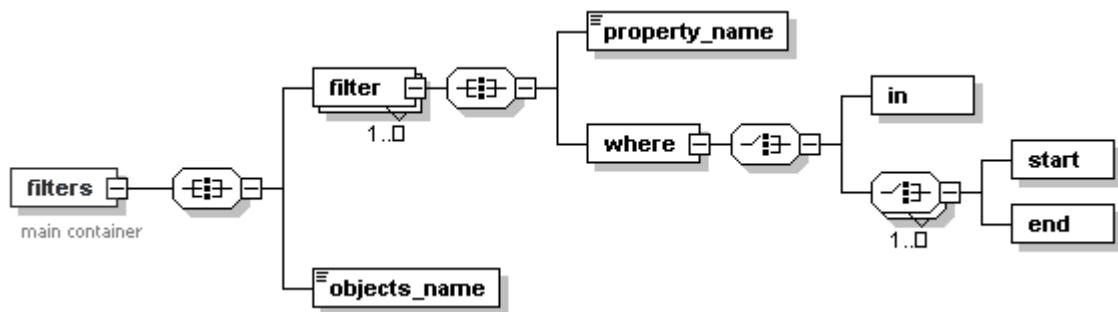 property_name
filter
in
1..▯
where
start
filters
main container
end
1..▯
objects_name